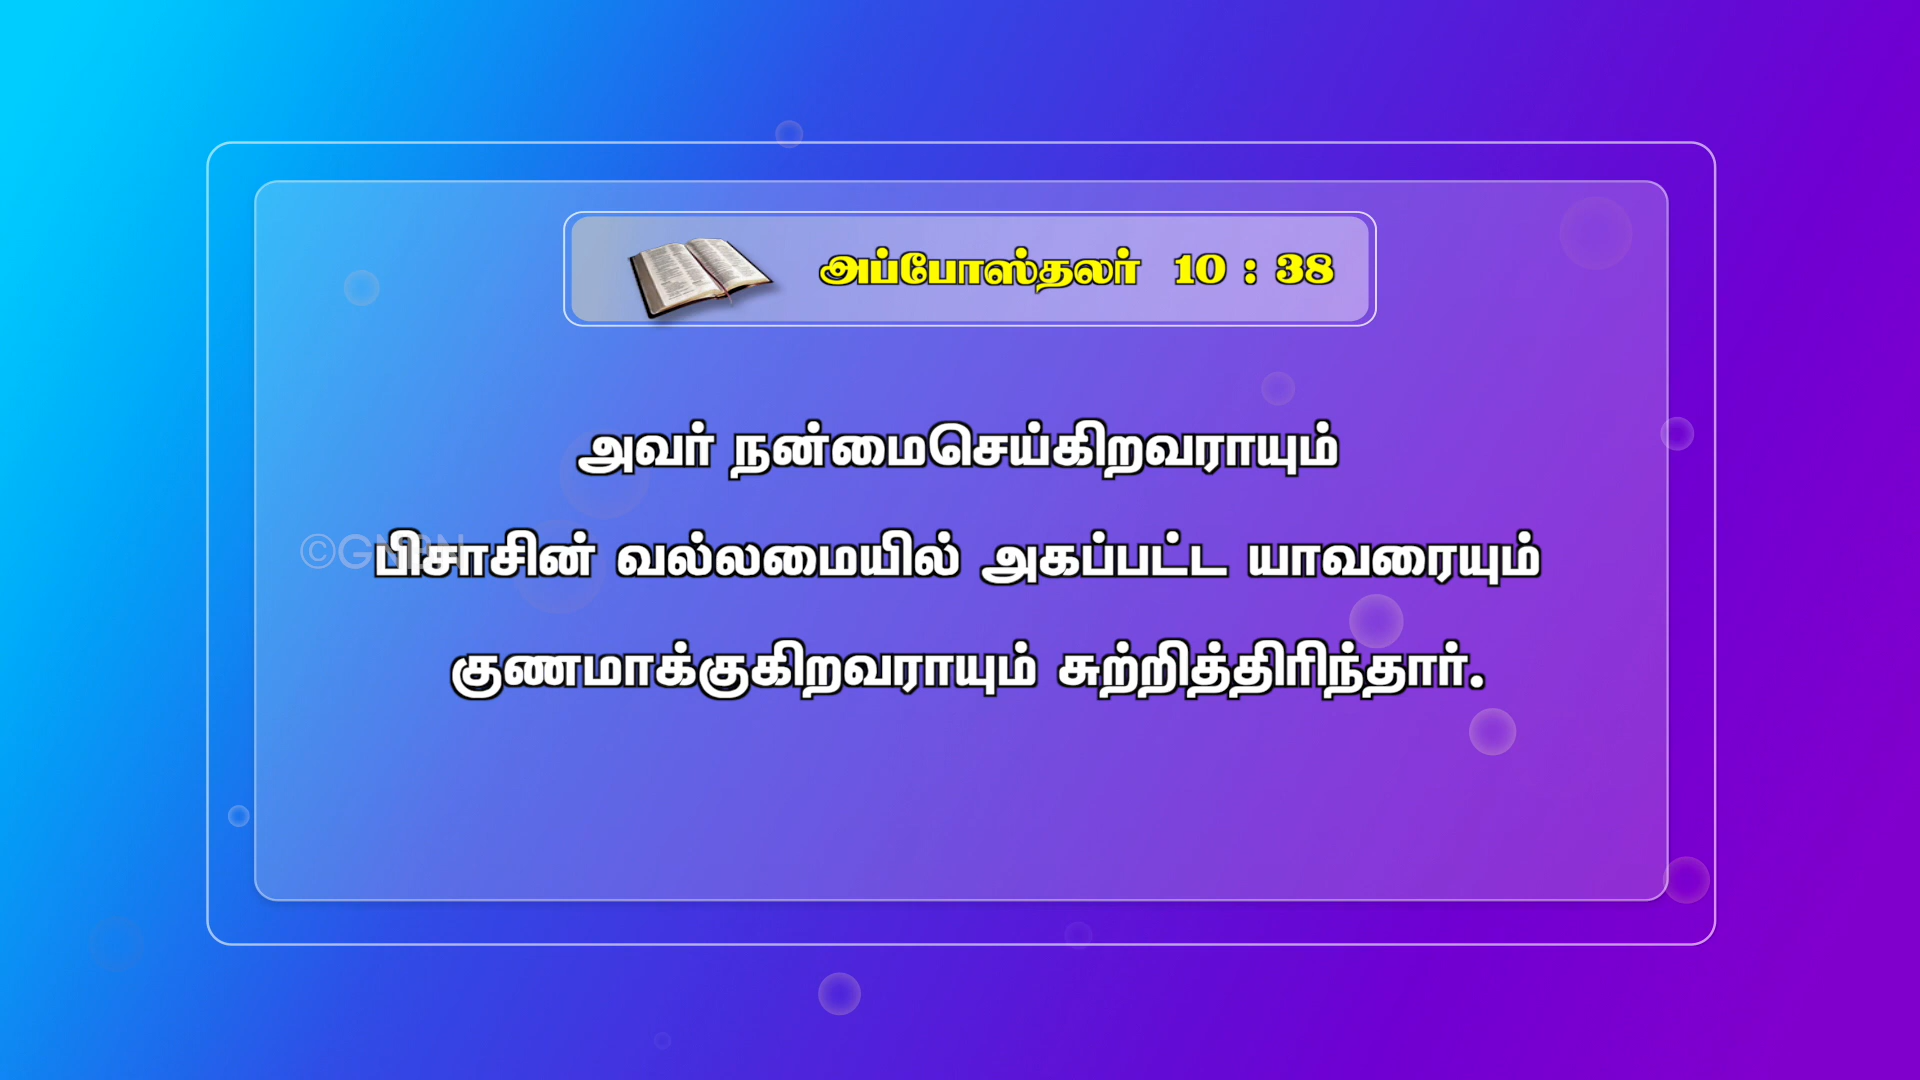 அப்போஸ்தலர் 10 : 38
அவர் நன்மைசெய்கிறவராயும்
பிசாசின் வல்லமையில் அகப்பட்ட யாவரையும்
குணமாக்குகிறவராயும் சுற்றித்திரிந்தார்.